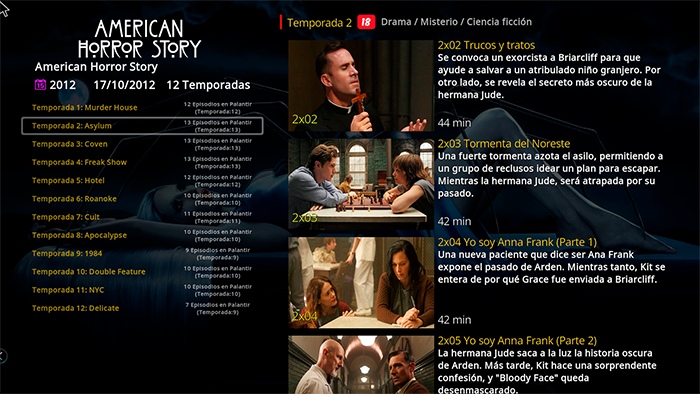 AMERICAN
HORROR STORY
American Horror Story
15 2012 17/10/2012 12 Temporadas
Temporada 1: Murder House
12 Episodios en Palantir
(Temporada:12)
Temporada 2: Asylum
13 Episodios en Palantir
(Temporada:13)
Temporada 3: Coven
13 Episodios en Palantir
(Temporada:13)
Temporada 4: Freak Show
13 Episodios en Palantir
(Temporada:13)
Temporada 5: Hotel
12 Episodios en Palantir
(Temporada:12)
Temporada 6: Roanoke
10 Episodios en Palantir
(Temporada:10)
Temporada 7: Cult
11 Episodios en Palantir
(Temporada:11)
Temporada 8: Apocalypse
10 Episodios en Palantir
(Temporada:10)
Temporada 9: 1984
9 Episodios en Palantir
(Temporada:9)
Temporada 10: Double Feature
10 Episodios en Palantir
(Temporada:10)
Temporada 11: NYC
10 Episodios en Palantir
(Temporada:10)
Temporada 12: Delicate
7 Episodios en Palantir
(Temporada:9)
Temporada 2 18 Drama / Misterio / Ciencia ficción
2x02
2x02 Trucos y tratos
Se convoca un exorcista a Briarcliff para que
ayude a salvar a un atribulado niño granjero. Por
otro lado, se revela el secreto más oscuro de la
hermana Jude.
44 min
2x03
2x03 Tormenta del Noreste
Una fuerte tormenta azota el asilo, permitiendo a
un grupo de reclusos idear un plan para escapar.
Mientras la hermana Jude, será atrapada por su
pasado.
42 min
2x04
2x04 Yo soy Anna Frank (Parte 1)
Una nueva paciente que dice ser Ana Frank
expone el pasado de Arden. Mientras tanto, Kit se
entera de por qué Grace fue enviada a Briarcliff.
42 min
2x05 Yo soy Anna Frank (Parte 2)
La hermana Jude saca a la luz la historia oscura
de Arden. Más tarde, Kit hace una sorprendente
confesión, y "Bloody Face" queda
desenmascarado.